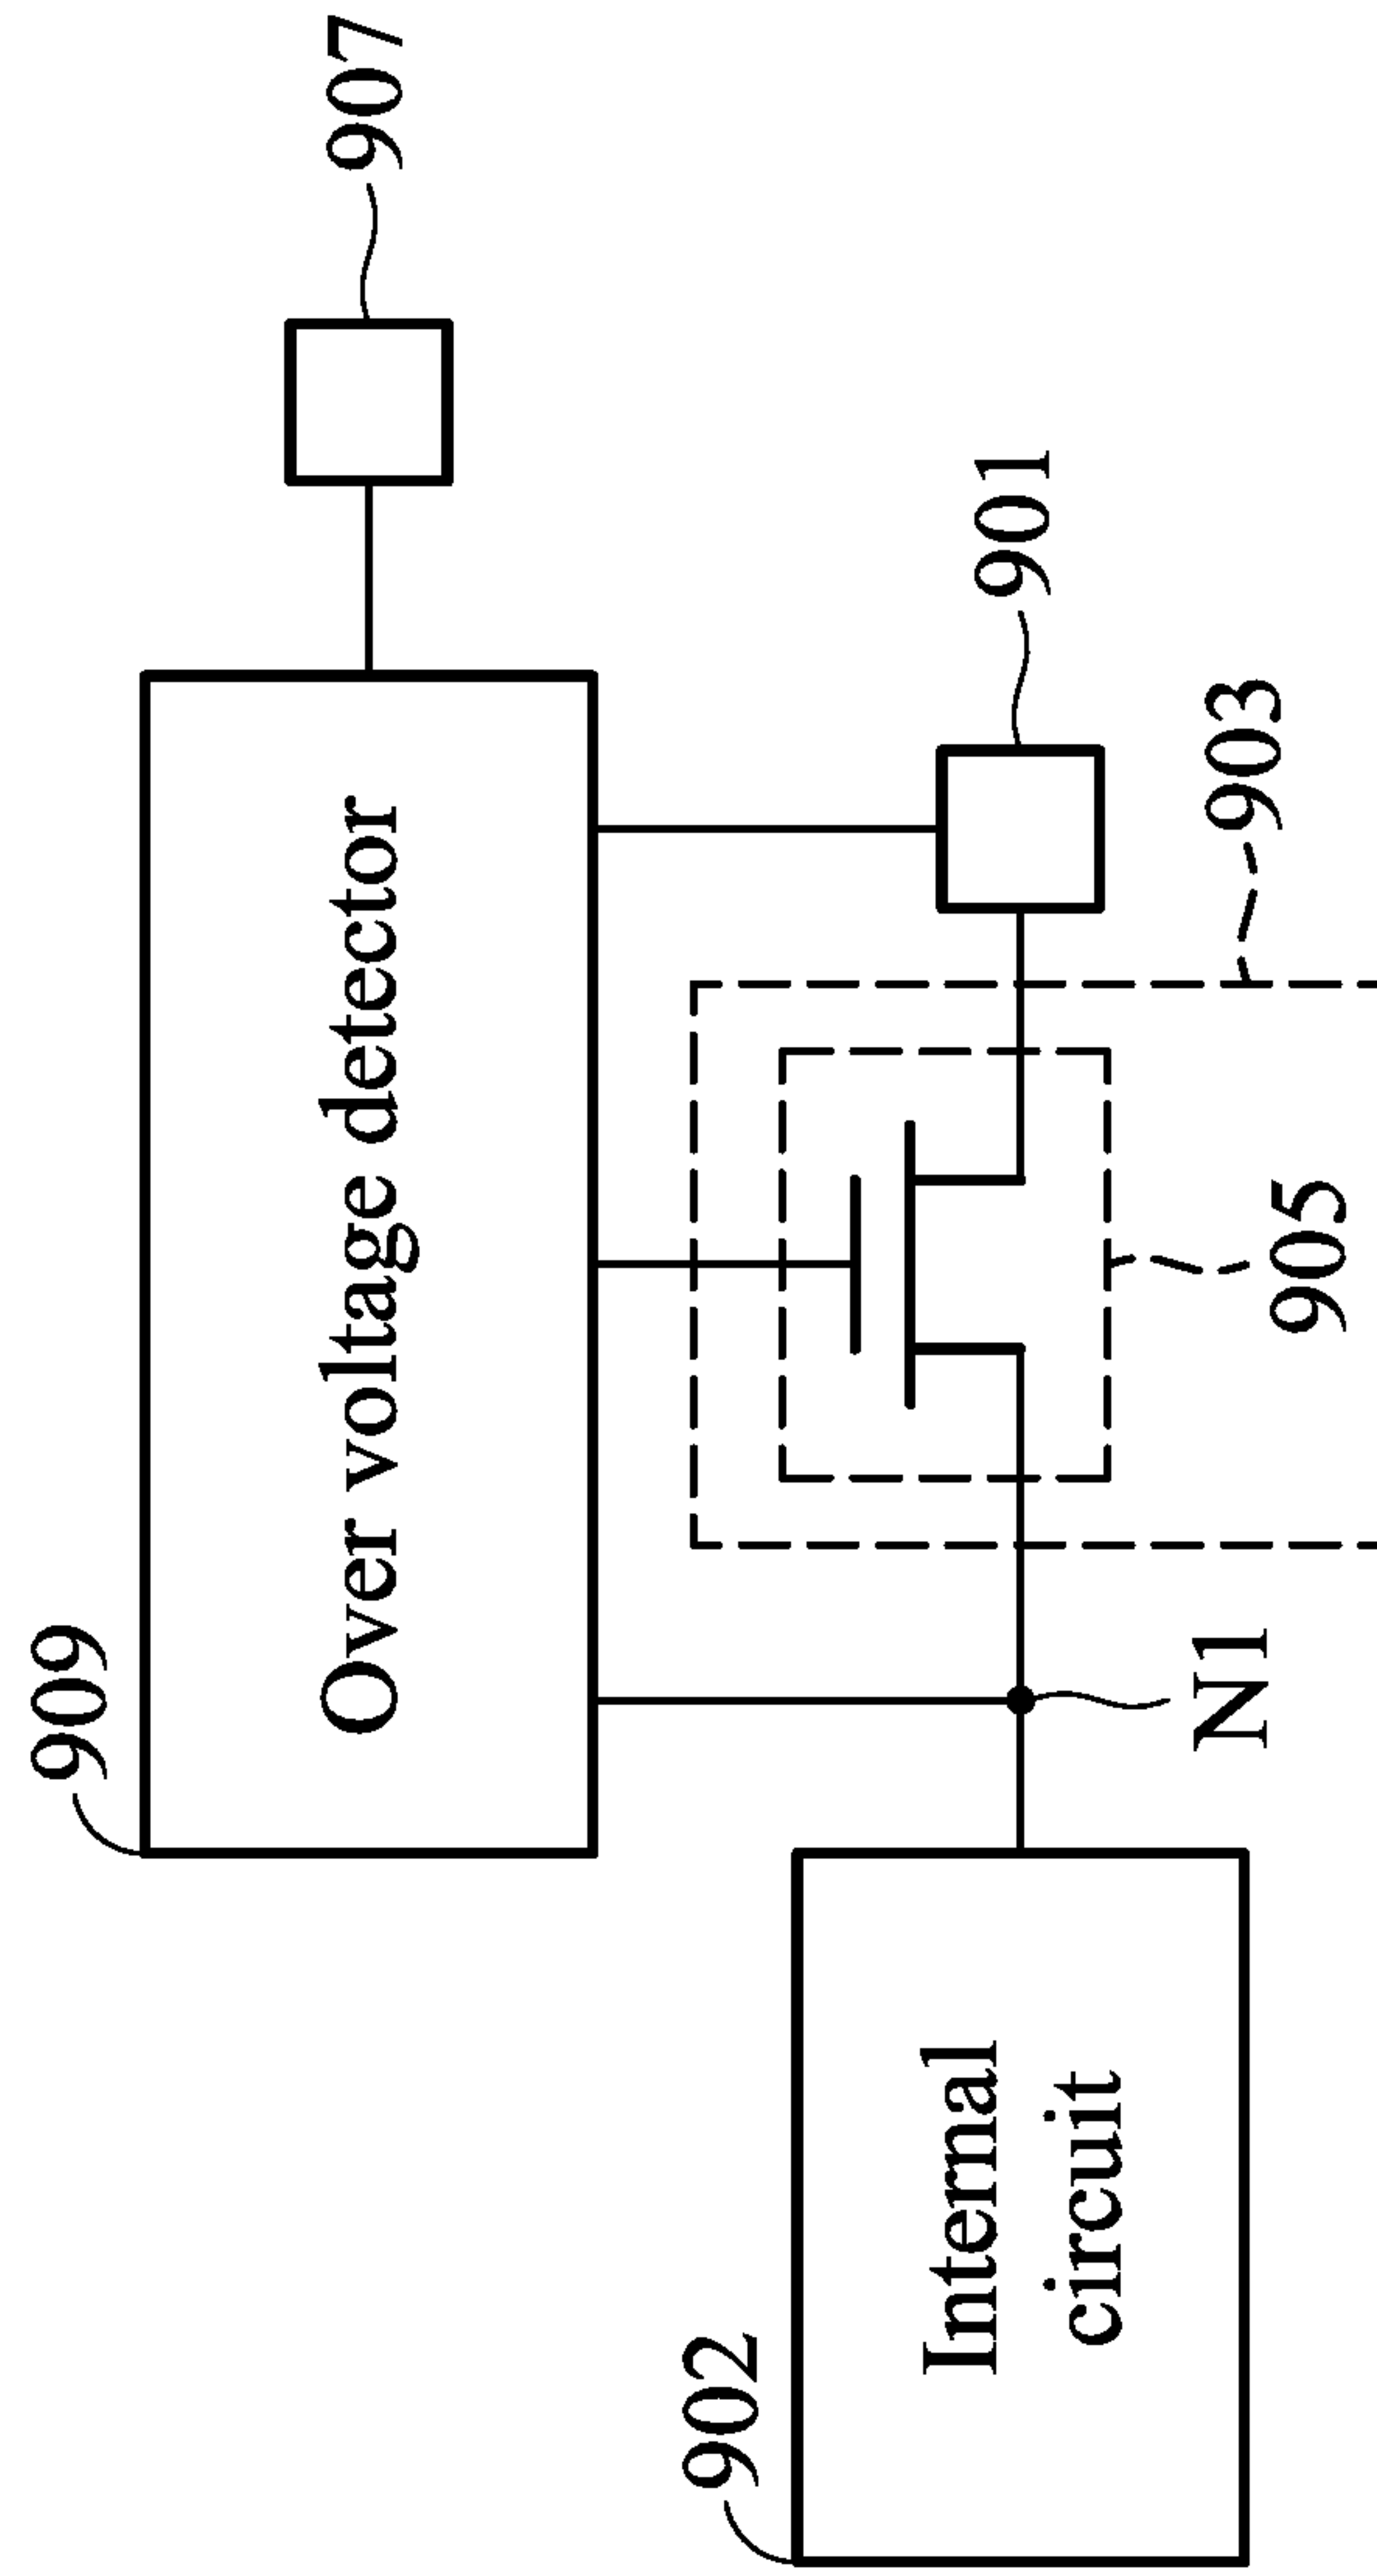 909
Over voltage detector
907
902
Internal
circuit
N1
905
903
901